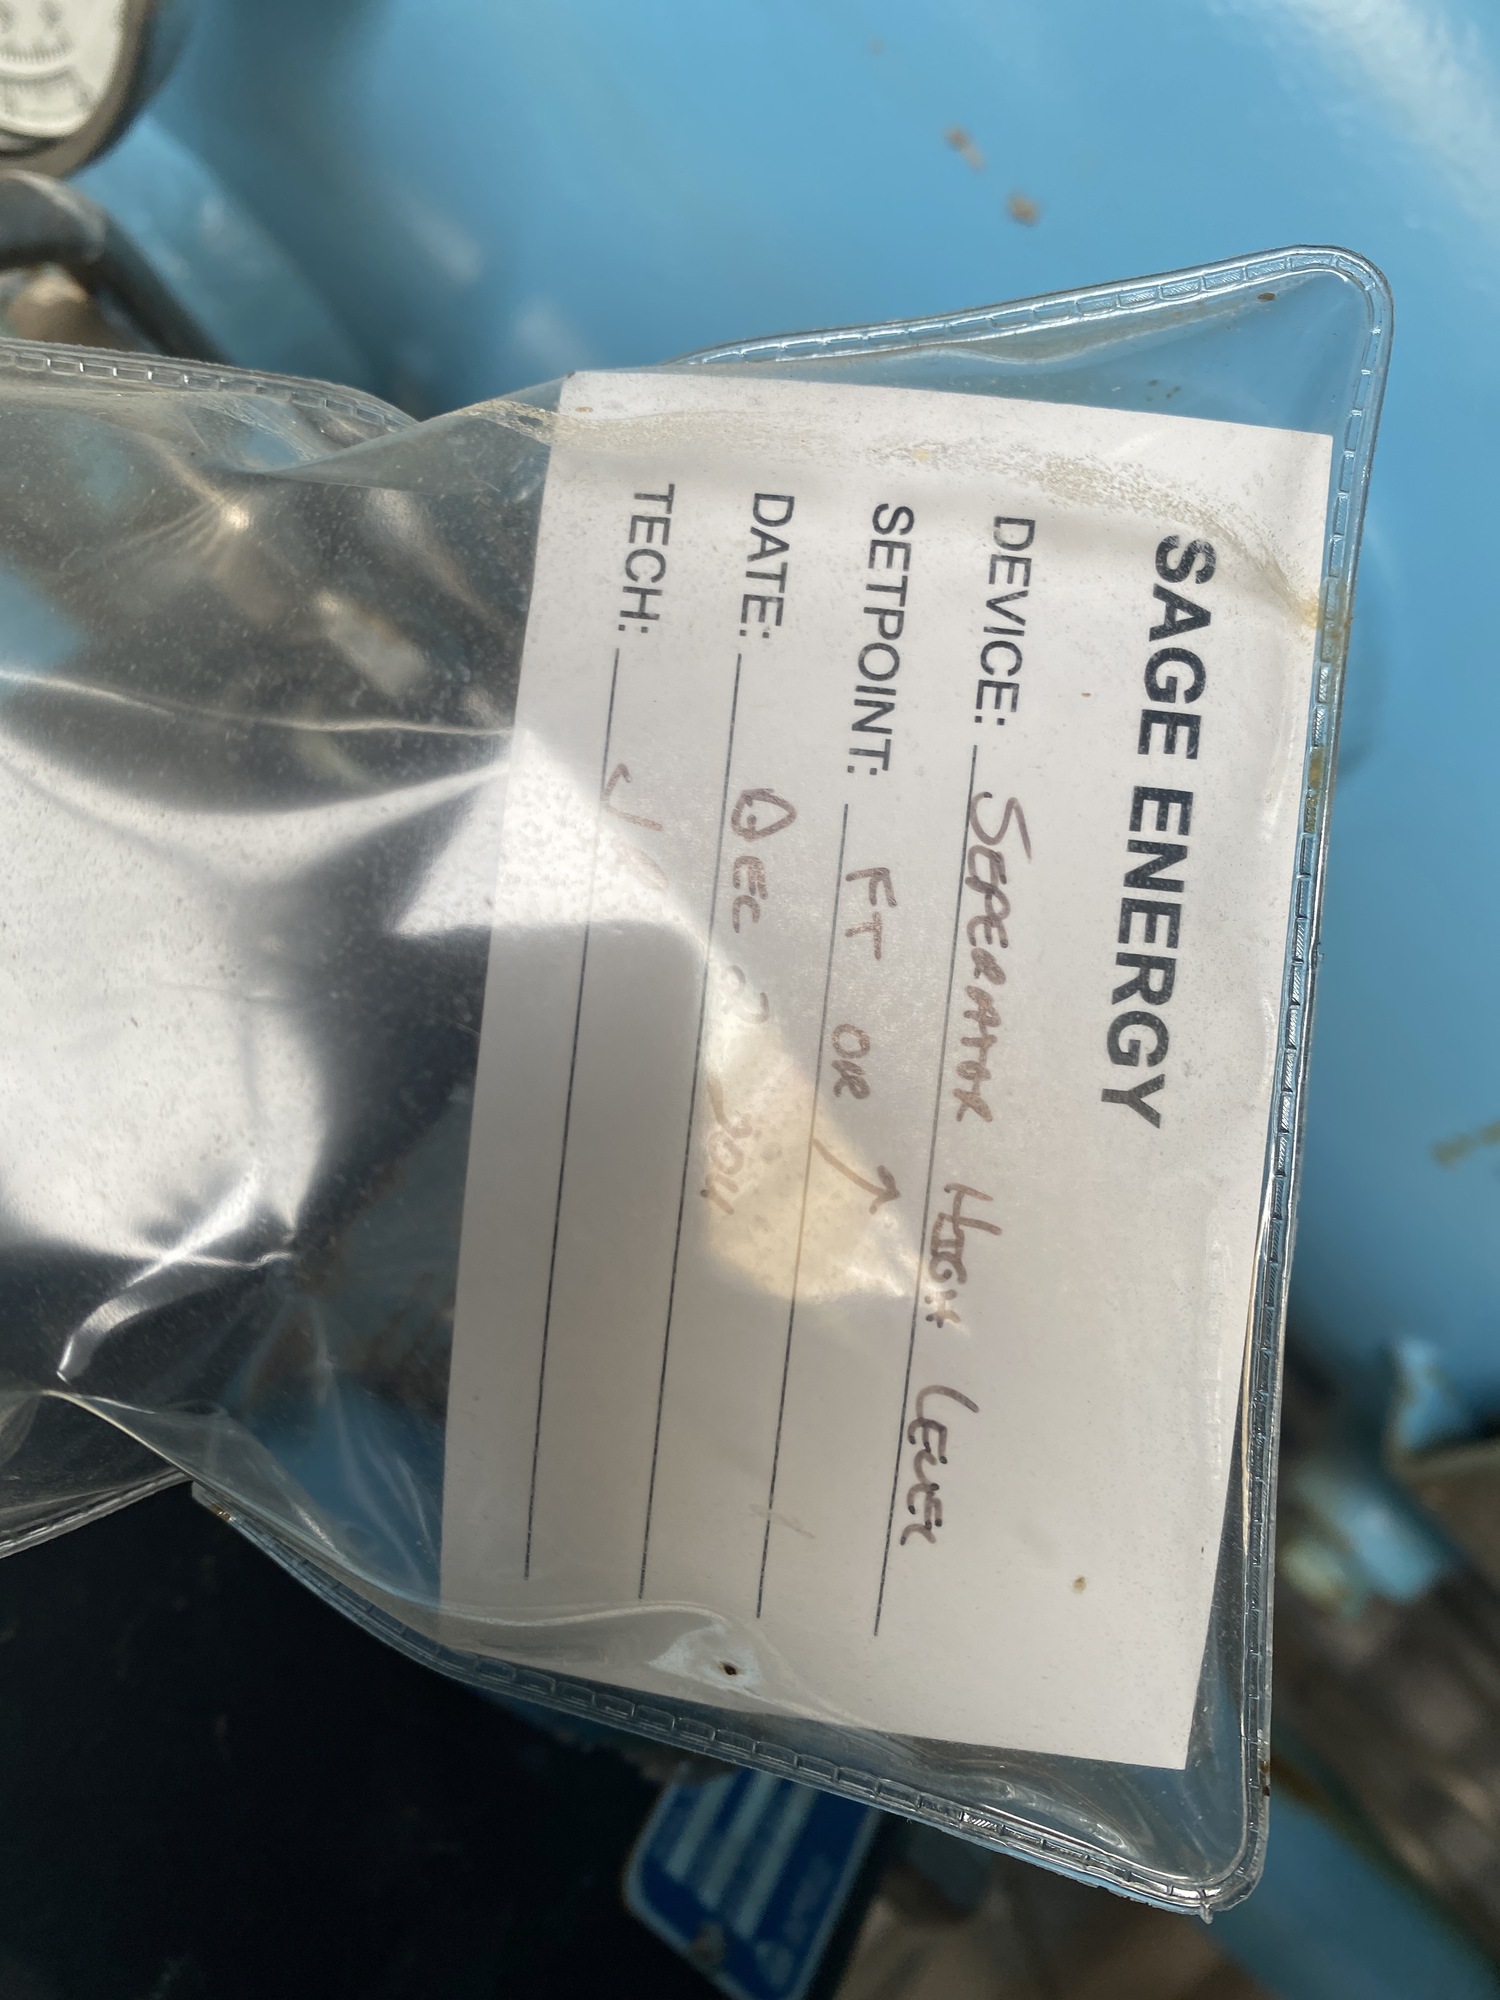 SAGE ENERGY
DEVICE: SEPERATOR HIGH LEVEL
SETPOINT: FT OR ↗
DATE: DEC
TECH: